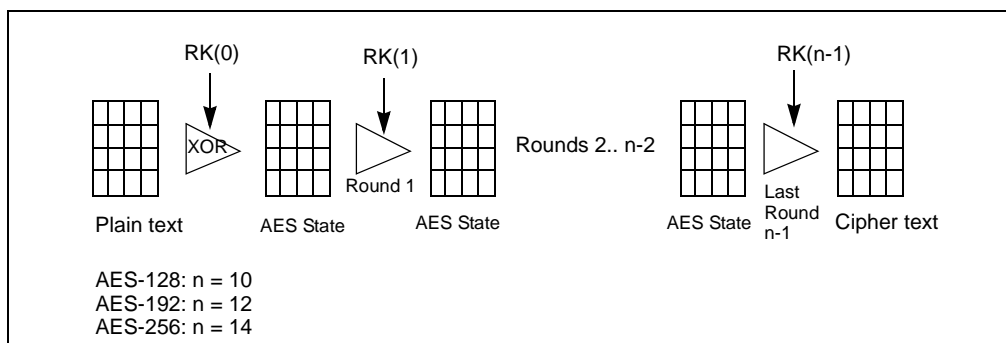 RK(0)
RK(1)
RK(n-1)
XOR
Rounds 2.. n-2
Round 1
Plain text
AES State
AES State
AES State
Last
Round
n-1
Cipher text
AES-128: n = 10
AES-192: n = 12
AES-256: n = 14